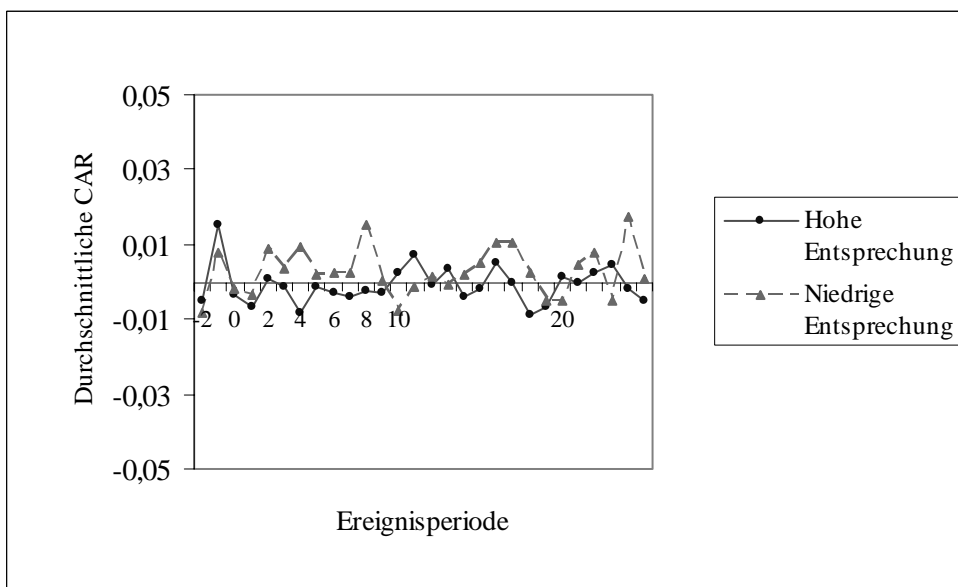 0,05
0,03
0,01
-0,01
-0,03
-0,05
Durchschnittliche CAR
-2 0 2 4 6 8 10 20
Ereignisperiode
Hohe
Entsprechung
Niedrige
Entsprechung